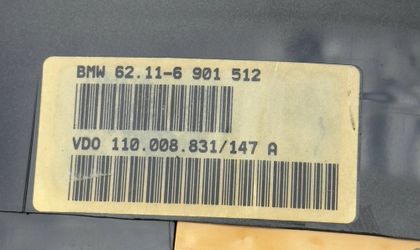 BMW 62.11-6 901 512
VDO 110.008.831/147 A